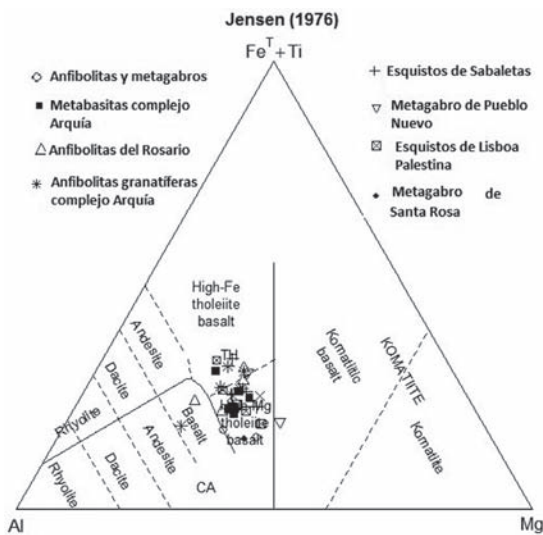 Jensen (1976)
Fe^T+Ti
Anfibolitas y metagabros
Metabasitas complejo
Arquía
Anfibolitas del Rosario
Anfibolitas granatíferas
complejo Arquía
Esquistos de Sabaletas
Metagabro de Pueblo
Nuevo
Esquistos de Lisboa
Palestina
Metagabro de
Santa Rosa
High-Fe
tholeiite
basalt
TH
Andesite
Dacite
Rhyolite
Komatiitic
basalt
KOMATIITE
Komatiite
High-Mg
tholeiite
basalt
Basalt
Andesite
Dacite
Rhyolite
CA
Al
Mg